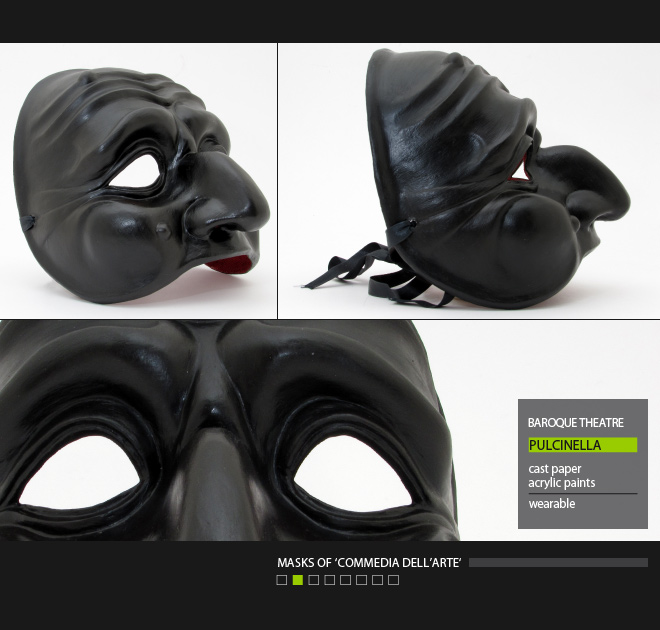 BAROQUE THEATRE
PULCINELLA
cast paper
acrylic paints
wearable
MASKS OF ‘COMMEDIA DELL’ARTE’